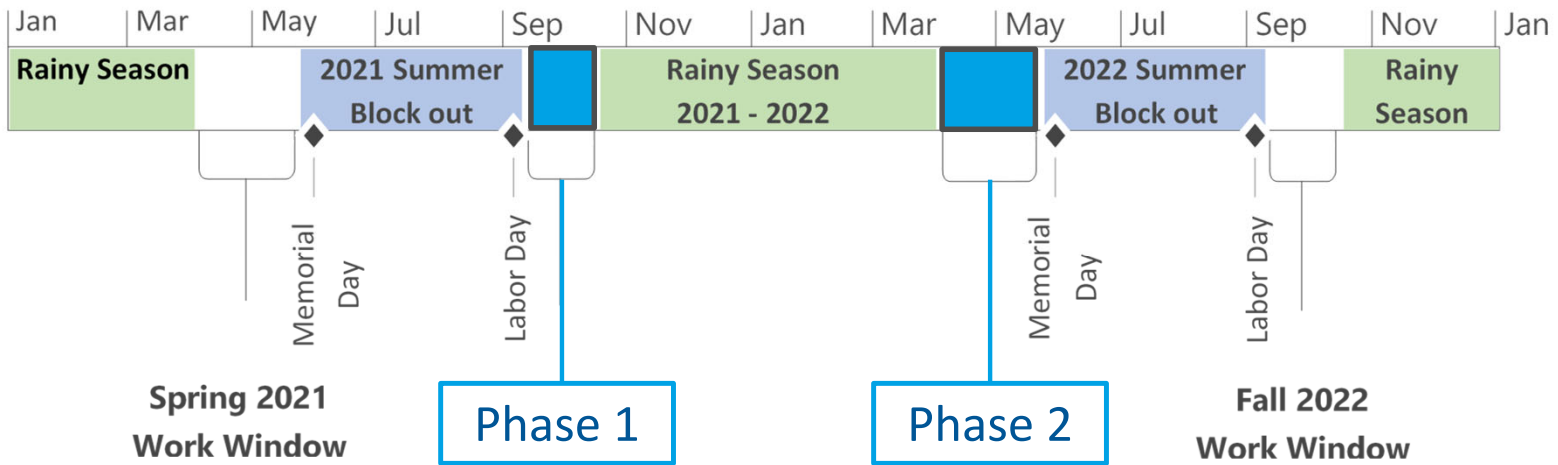 Jan Mar May Jul Sep Nov Jan Mar May Jul Sep Nov Jan
Rainy Season
2021 Summer
Block out
Rainy Season
2021 - 2022
2022 Summer
Block out
Rainy
Season
Memorial
Day
Labor Day
Memorial
Day
Labor Day
Spring 2021
Work Window
Phase 1
Phase 2
Fall 2022
Work Window